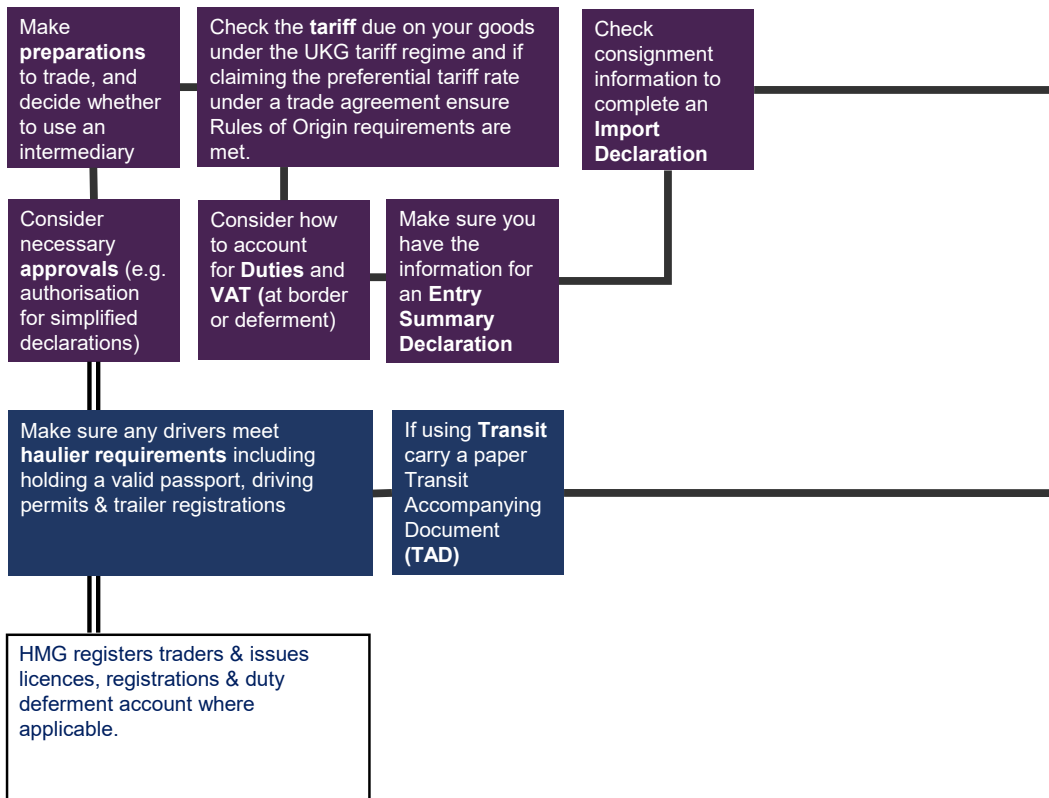 Make
preparations
to trade, and
decide whether
to use an
intermediary
Check the tariff due on your goods
under the UKG tariff regime and if
claiming the preferential tariff rate
under a trade agreement ensure
Rules of Origin requirements are
met.
Check
consignment
information to
complete an
Import
Declaration
Consider
necessary
approvals (e.g.
authorisation
for simplified
declarations)
Consider how
to account
for Duties and
VAT (at border
or deferment)
Make sure you
have the
information for
an Entry
Summary
Declaration
Make sure any drivers meet
haulier requirements including
holding a valid passport, driving
permits & trailer registrations
If using Transit
carry a paper
Transit
Accompanying
Document
(TAD)
HMG registers traders & issues
licences, registrations & duty
deferment account where
applicable.